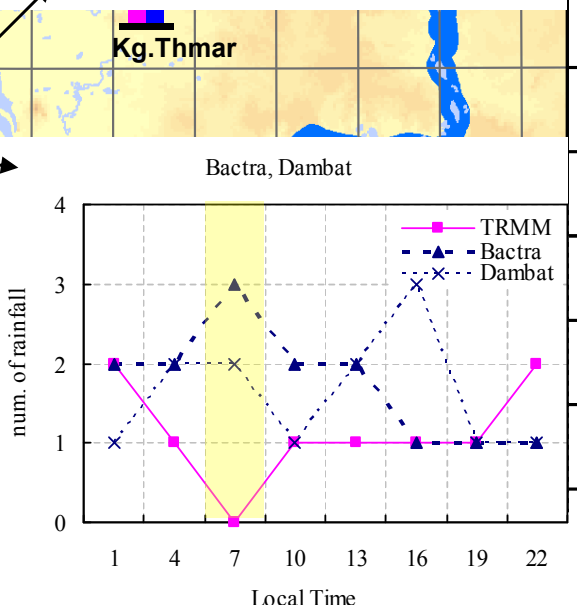 Kg.Thmar
Bactra, Dambat
4
3
2
1
0
num. of rainfall
TRMM
Bactra
Dambat
1 4 7 10 13 16 19 22
Local Time